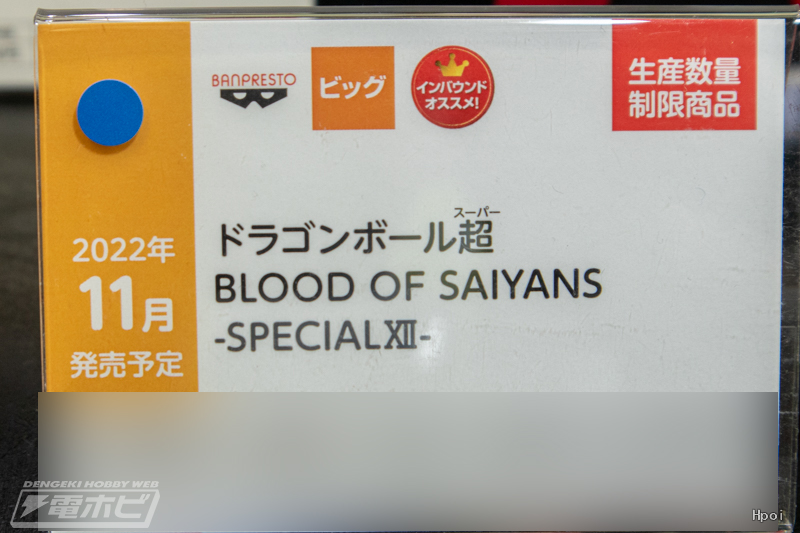 BANPRESTO
ビッグ
インバウンド
オススメ!
生産数量
制限商品
2022年
11月
発売予定
スーパー
ドラゴンボール超
BLOOD OF SAIYANS
-SPECIALⅫ-
DENGEKI HOBBY WEB
電ホビ
Hpoi